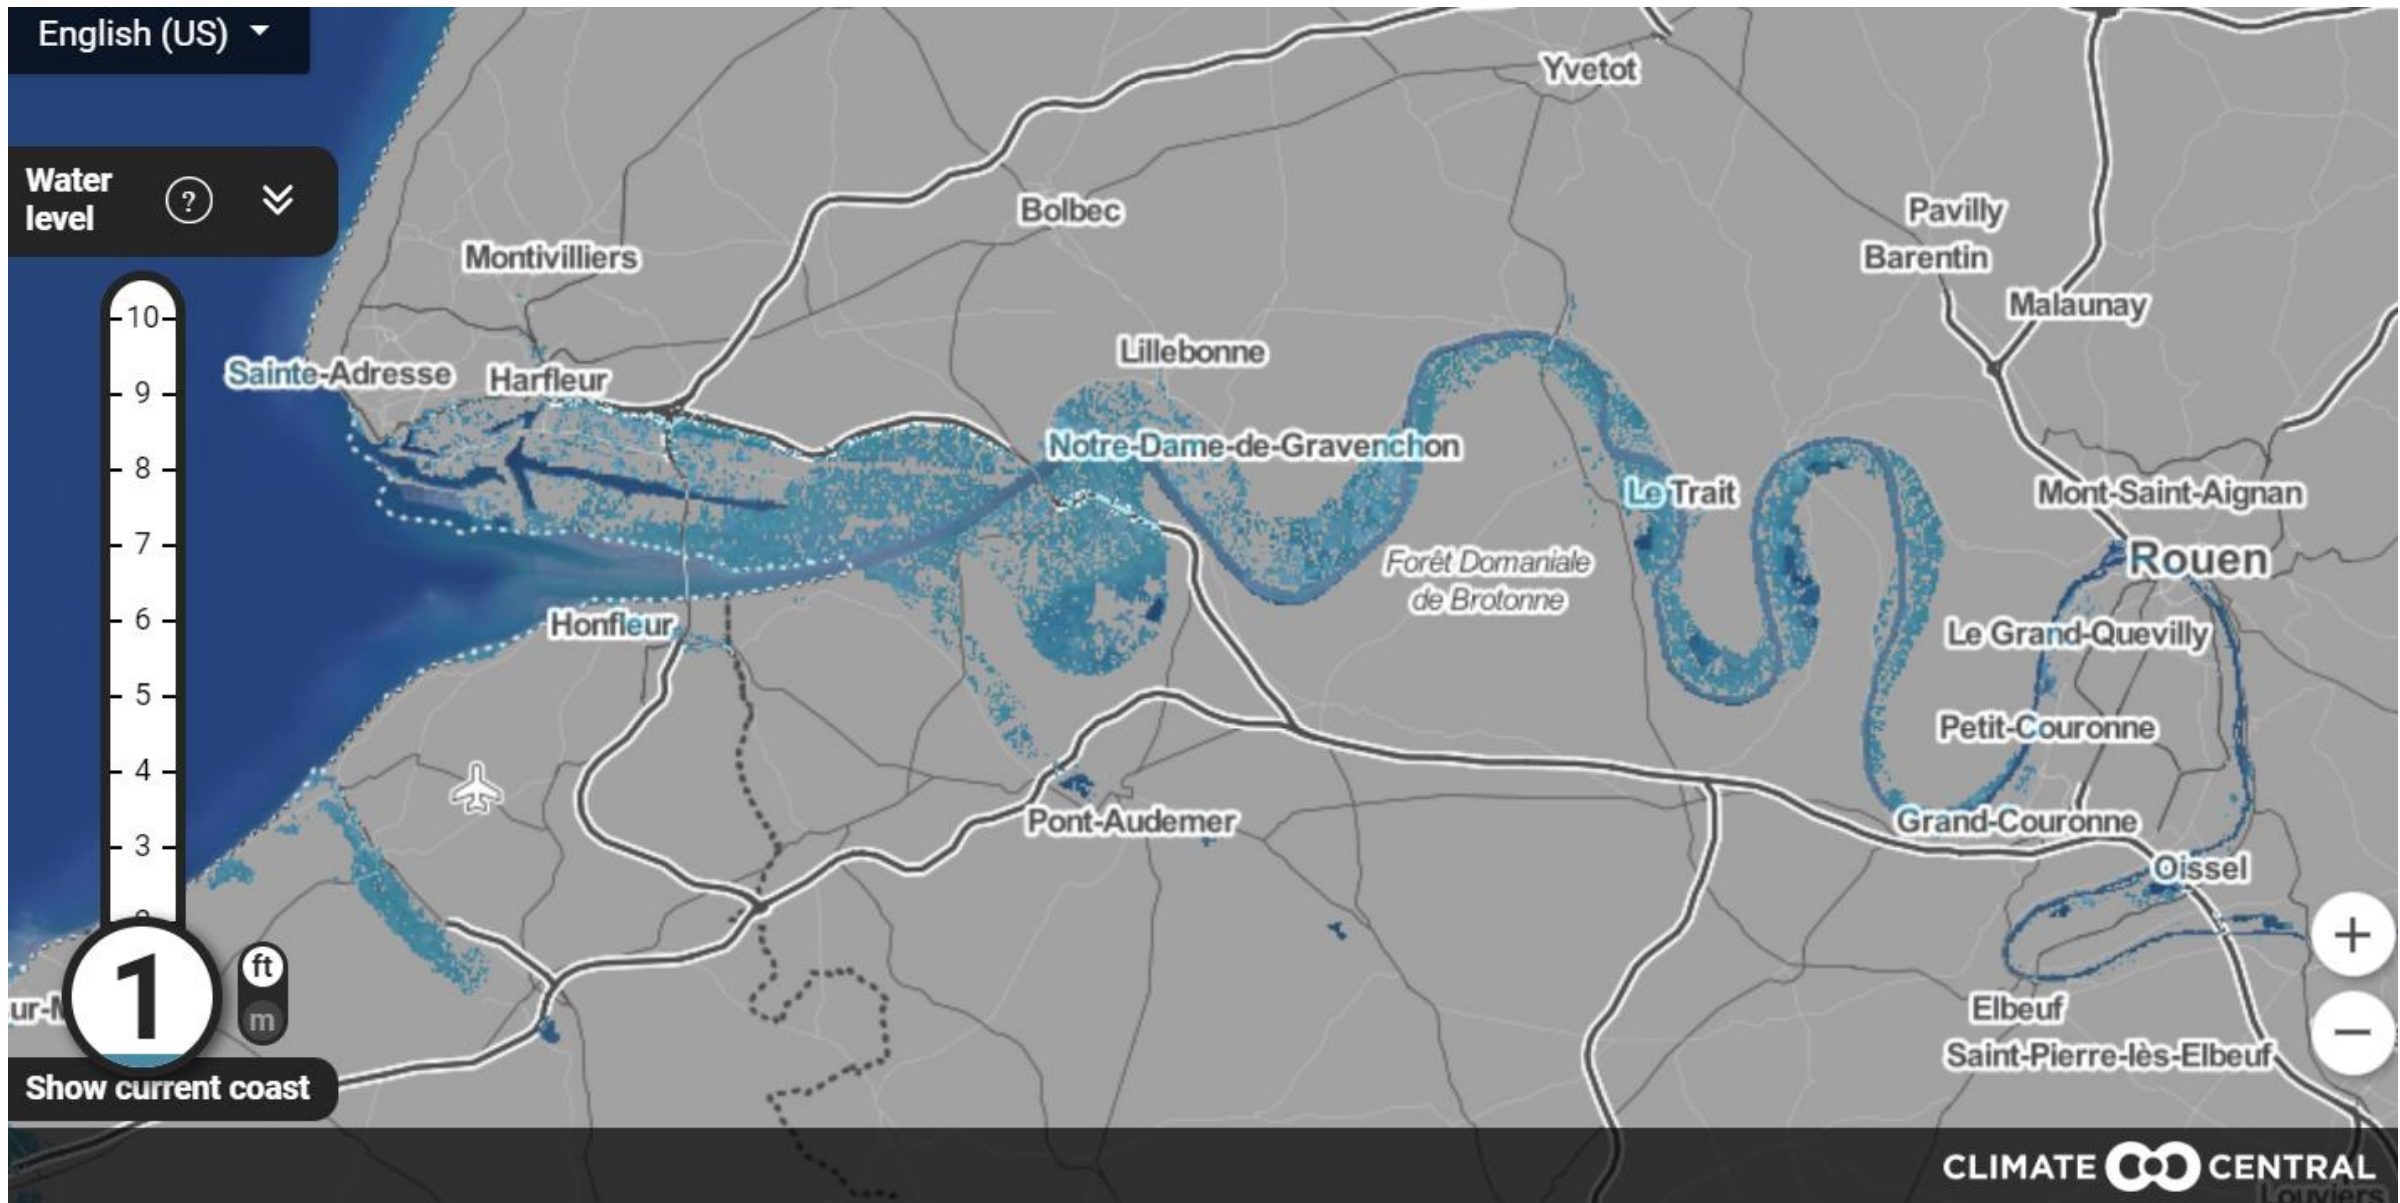 English (US)
Yvetot
Water
level
?
Bolbec
Pavilly
Montivilliers
Barentin
Malaunay
10
Lillebonne
Sainte-Adresse
Harfleur
9
Notre-Dame-de-Gravenchon
8
Le Trait
Mont-Saint-Aignan
7
Forêt Domaniale
de Brotonne
Rouen
6
Honfleur
Le Grand-Quevilly
5
Petit-Couronne
4
Pont-Audemer
Grand-Couronne
3
Oissel
1
ft
m
Elbeuf
Saint-Pierre-lès-Elbeuf
Show current coast
CLIMATE CENTRAL